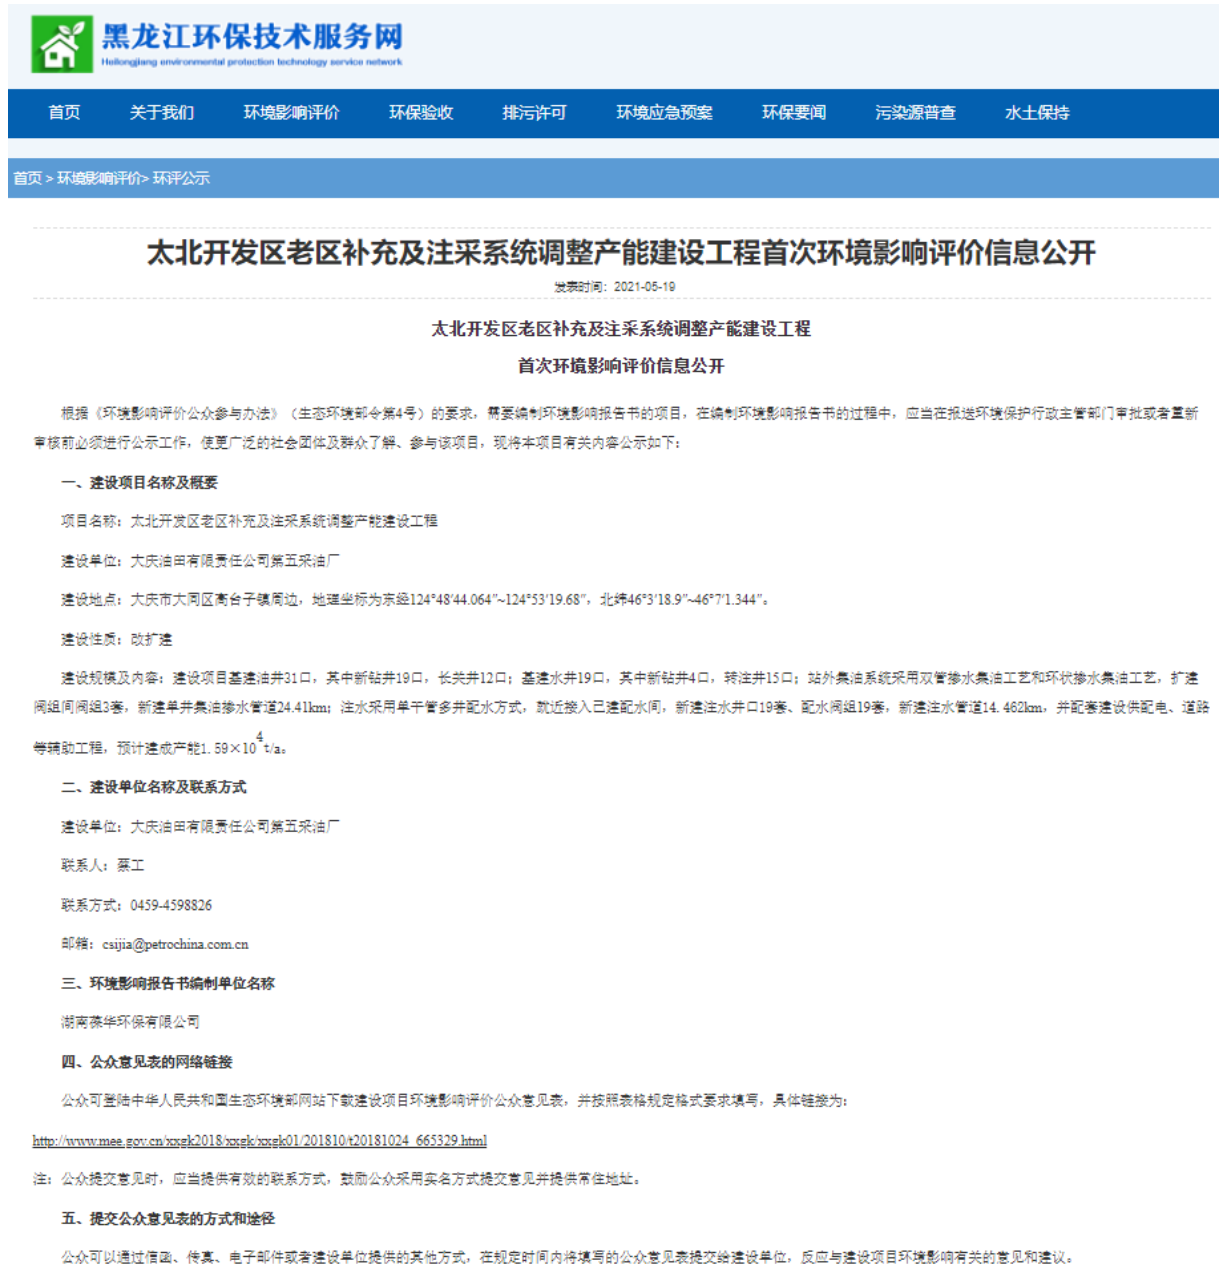 黑龙江环保技术服务网
Heilongjiang environmental protection technology service network
首页 关于我们 环境影响评价 环保验收 排污许可 环境应急预案 环保要闻 污染源普查 水土保持
首页 > 环境影响评价> 环评公示
太北开发区老区补充及注采系统调整产能建设工程首次环境影响评价信息公开
发表时间：2021-05-19
太北开发区老区补充及注采系统调整产能建设工程
首次环境影响评价信息公开
根据《环境影响评价公众参与办法》（生态环境部令第4号）的要求，需要编制环境影响报告书的项目，在编制环境影响报告书的过程中，应当在报送环境保护行政主管部门审批或者重新
审核前必须进行公示工作，使更广泛的社会团体及群众了解、参与该项目，现将本项目有关内容公示如下：
一、建设项目名称及概要
项目名称：太北开发区老区补充及注采系统调整产能建设工程
建设单位：大庆油田有限责任公司第五采油厂
建设地点：大庆市大同区高台子镇周边，地理坐标为东经124°48′44.064″~124°53′19.68″，北纬46°3′18.9″~46°7′1.344″。
建设性质：改扩建
建设规模及内容：建设项目基建油井31口，其中新钻井19口，长关井12口；基建水井19口，其中新钻井4口，转注井15口；站外集油系统采用双管掺水集油工艺和环状掺水集油工艺，扩建
阀组间阀组3套，新建单井集油掺水管道24.41km；注水采用单干管多井配水方式，就近接入已建配水间，新建注水井口19套、配水阀组19套，新建注水管道14.462km，并配套建设供配电、道路
等辅助工程，预计建成产能1.59×10⁴t/a。
二、建设单位名称及联系方式
建设单位：大庆油田有限责任公司第五采油厂
联系人：蔡工
联系方式：0459-4598826
邮箱：csijia@petrochina.com.cn
三、环境影响报告书编制单位名称
湖南葆华环保有限公司
四、公众意见表的网络链接
公众可登陆中华人民共和国生态环境部网站下载建设项目环境影响评价公众意见表，并按照表格规定格式要求填写，具体链接为：
http://www.mee.gov.cn/xxgk2018/xxgk/xxgk01/201810/t20181024_665329.html
注：公众提交意见时，应当提供有效的联系方式，鼓励公众采用实名方式提交意见并提供常住地址。
五、提交公众意见表的方式和途径
公众可以通过信函、传真、电子邮件或者建设单位提供的其他方式，在规定时间内将填写的公众意见表提交给建设单位，反应与建设项目环境影响有关的意见和建议。